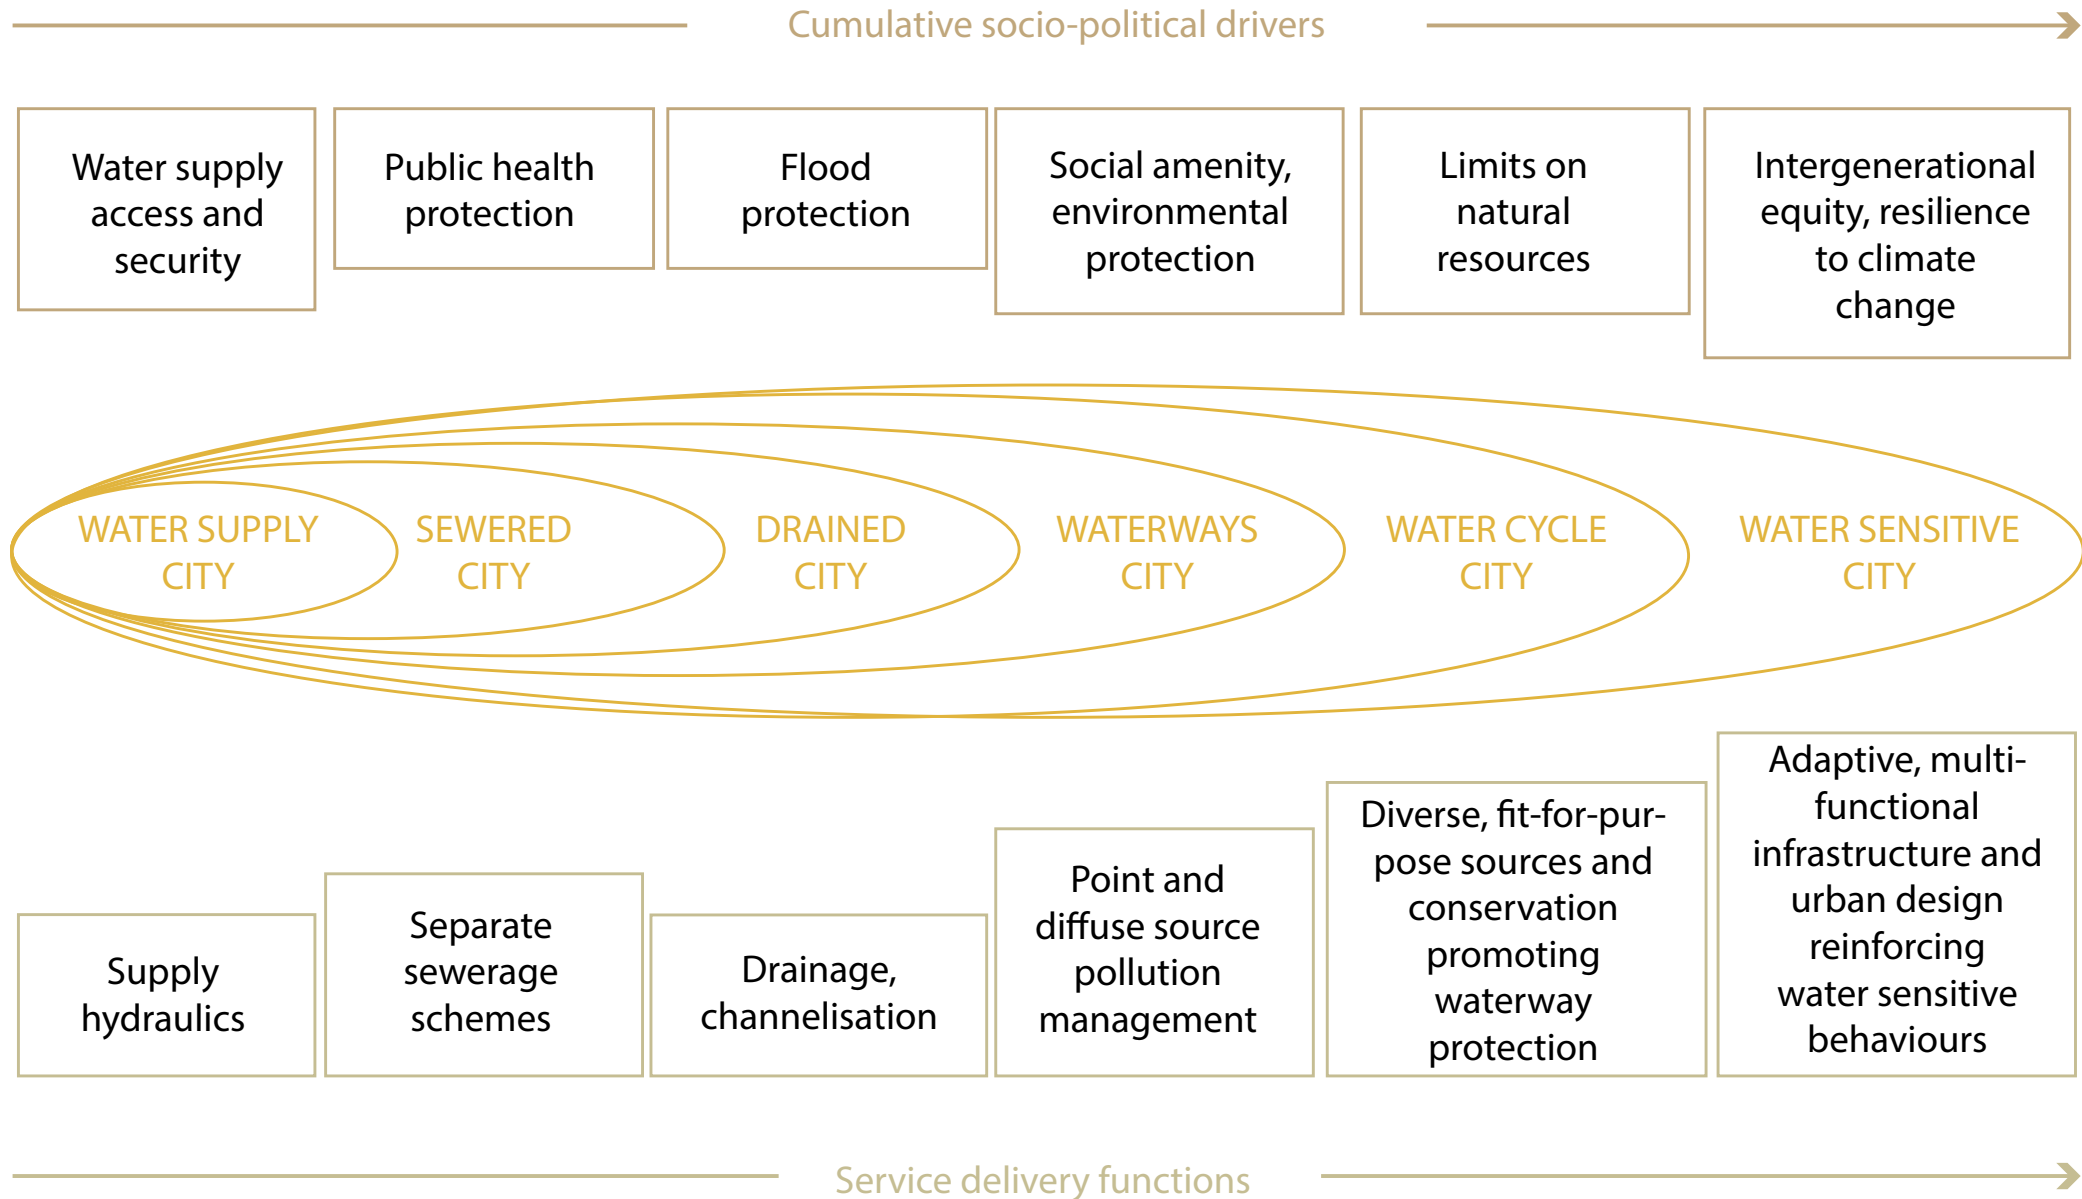 Cumulative socio-political drivers
Water supply
access and
security
Public health
protection
Flood
protection
Social amenity,
environmental
protection
Limits on
natural
resources
Intergenerational
equity, resilience
to climate
change
WATER SUPPLY
CITY
SEWERED
CITY
DRAINED
CITY
WATERWAYS
CITY
WATER CYCLE
CITY
WATER SENSITIVE
CITY
Supply
hydraulics
Separate
sewerage
schemes
Drainage,
channelisation
Point and
diffuse source
pollution
management
Diverse, fit-for-pur-
pose sources and
conservation
promoting
waterway
protection
Adaptive, multi-
functional
infrastructure and
urban design
reinforcing
water sensitive
behaviours
Service delivery functions